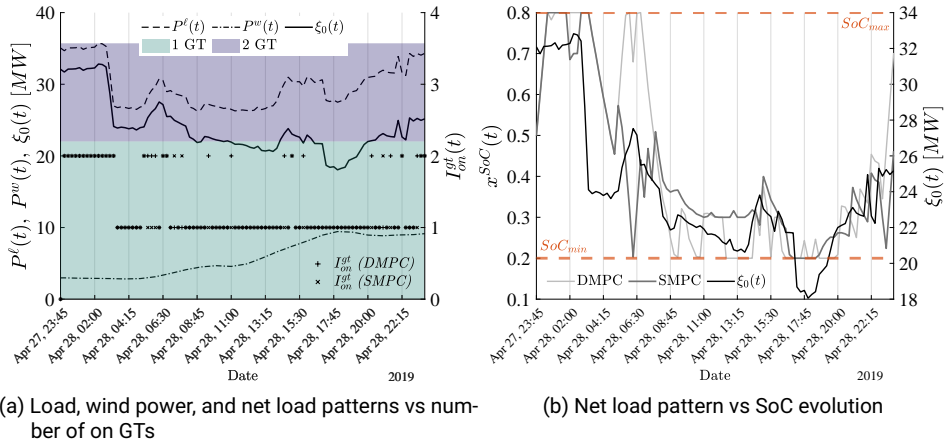 P^ℓ(t) P^w(t) ξ₀(t)
1 GT 2 GT
40
30
20
10
0
P^ℓ(t), P^w(t), ξ₀(t) [MW]
4
3
2
1
0
I^{gt}_{on}(t)
+ I^{gt}_{on} (DMPC)
× I^{gt}_{on} (SMPC)
Apr 27, 23:45
Apr 28, 02:00
Apr 28, 04:15
Apr 28, 06:30
Apr 28, 08:45
Apr 28, 11:00
Apr 28, 13:15
Apr 28, 15:30
Apr 28, 17:45
Apr 28, 20:00
Apr 28, 22:15
Date
2019
(a) Load, wind power, and net load patterns vs num-
ber of on GTs
0.8
0.7
0.6
0.5
0.4
0.3
0.2
0.1
x^{SoC}(t)
SoC_{max}
SoC_{min}
DMPC SMPC ξ₀(t)
34
32
30
28
26
24
22
20
18
ξ₀(t) [MW]
Apr 27, 23:45
Apr 28, 02:00
Apr 28, 04:15
Apr 28, 06:30
Apr 28, 08:45
Apr 28, 11:00
Apr 28, 13:15
Apr 28, 15:30
Apr 28, 17:45
Apr 28, 20:00
Apr 28, 22:15
Date
2019
(b) Net load pattern vs SoC evolution